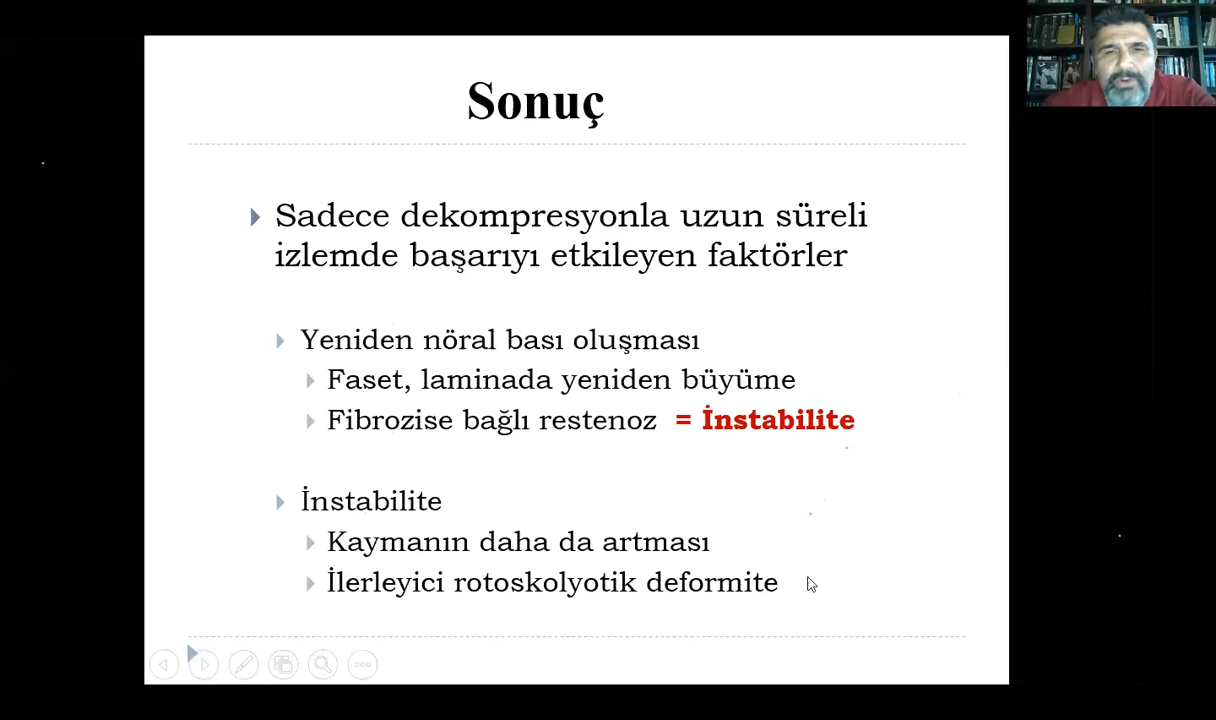 Sonuç
Sadece dekompresyonla uzun süreli
izlemde başarıyı etkileyen faktörler
Yeniden nöral bası oluşması
Faset, laminada yeniden büyüme
Fibrozise bağlı restenoz = İnstabilite
İnstabilite
Kaymanın daha da artması
İlerleyici rotoskolyotik deformite